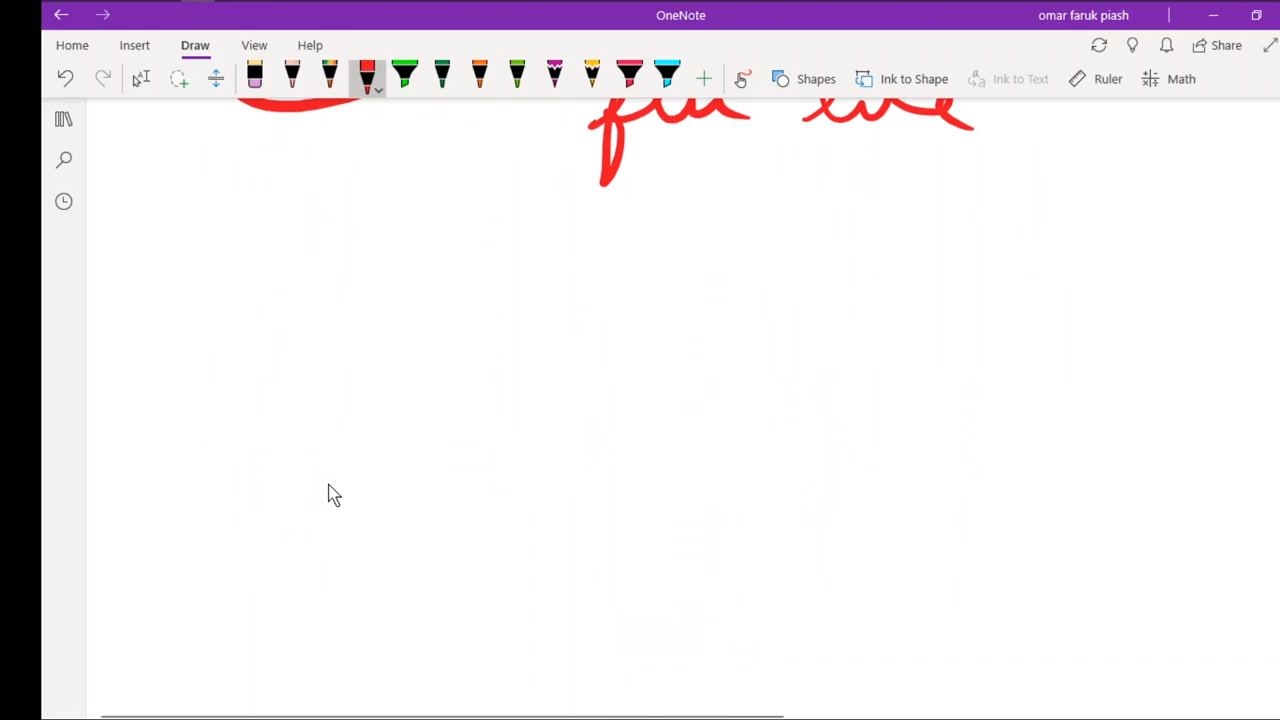 OneNote
omar faruk piash
Home Insert Draw View Help
Share
Shapes Ink to Shape Ink to Text Ruler Math